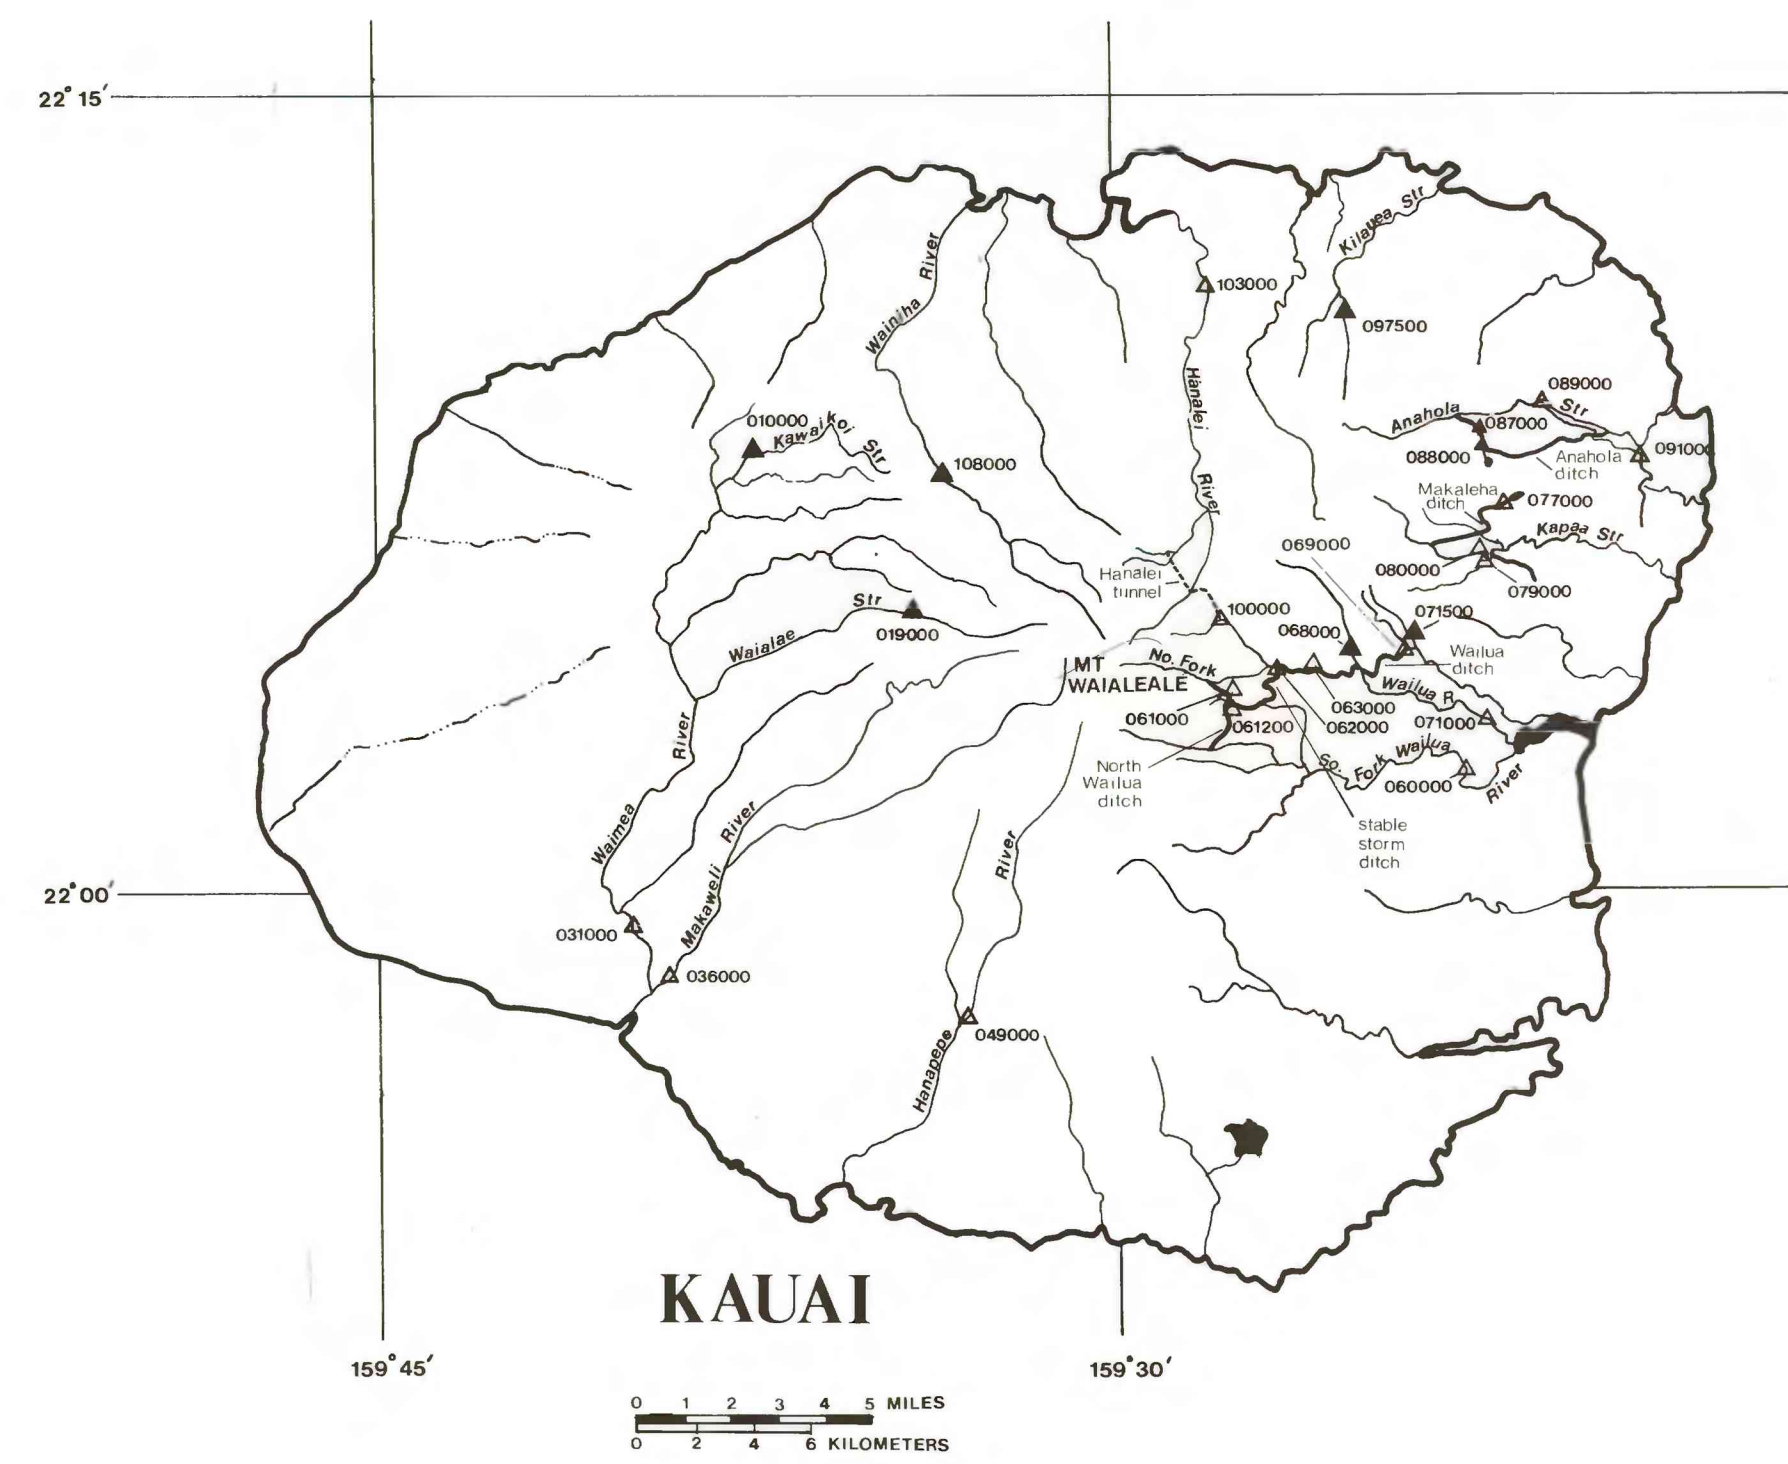 22°15′
Kilauea Str
Wainiha River
103000
097500
Hanalei River
089000
Anahola Str
087000
010000
Kawaikoi Str
088000
091000
Anahola
ditch
108000
Makaleha
ditch
077000
Kapaa Str
069000
080000
079000
Hanalei
tunnel
100000
071500
068000
Waialae Str
019000
Wailua
ditch
No. Fork
MT
WAIALEALE
Wailua R.
061000
061200
063000
062000
071000
So. Fork Wailua River
060000
North
Wailua
ditch
stable
storm
ditch
Waimea River
Makaweli River
22°00′
031000
036000
Hanapepe River
049000
KAUAI
159°45′
159°30′
0 1 2 3 4 5 MILES
0 2 4 6 KILOMETERS